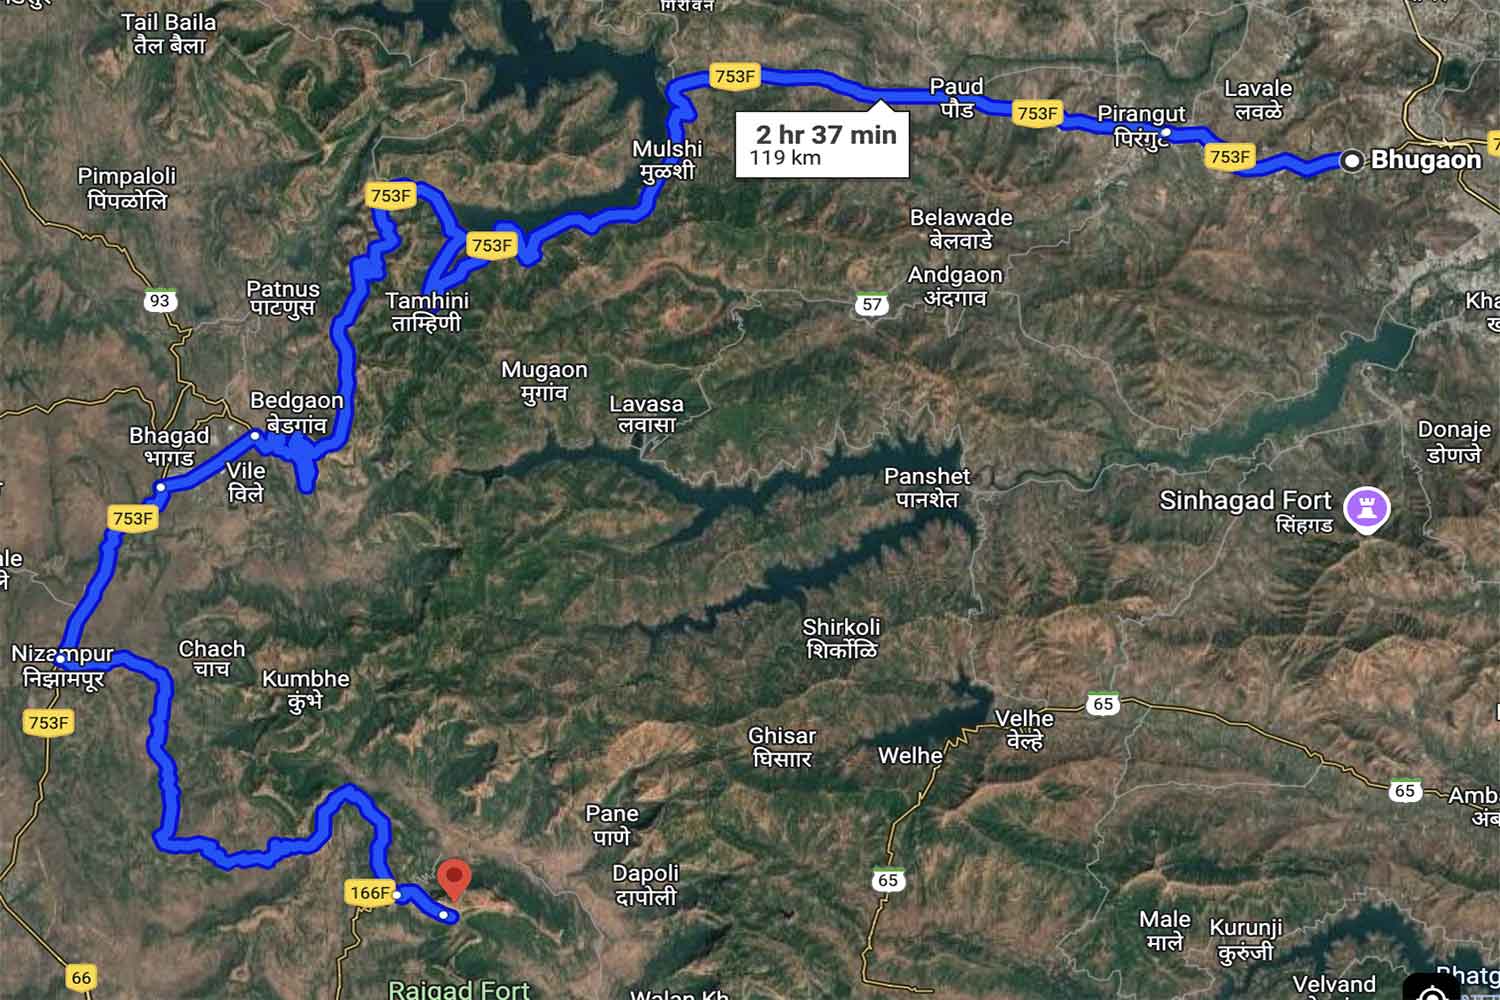 गिरीवन
Tail Baila
तैल बैला
753F
Paud
पौड
753F
Lavale
लवळे
Pirangut
पिरंगुट
753F
Bhugaon
2 hr 37 min
119 km
Mulshi
मुळशी
Pimpaloli
पिंपळोलि
753F
753F
Belawade
बेलवाडे
Andgaon
अंदगाव
57
93
Patnus
पाटणुस
Tamhini
ताम्हिणी
Mugaon
मुगांव
Lavasa
लवासा
Bedgaon
बेडगांव
Bhagad
भागड
Vile
विले
753F
Panshet
पानशेत
Donaje
डोणजे
Sinhagad Fort
सिंहगड
Nizampur
निझामपूर
Chach
चाच
Kumbhe
कुंभे
753F
Shirkoli
शिर्कोळि
Ghisar
घिसाार
Velhe
वेल्हे
Welhe
65
65
65
Pane
पाणे
Dapoli
दापोली
166F
66
Male
माले
Kurunji
कुरुंजी
Velvand
Raigad Fort
Walan Kh